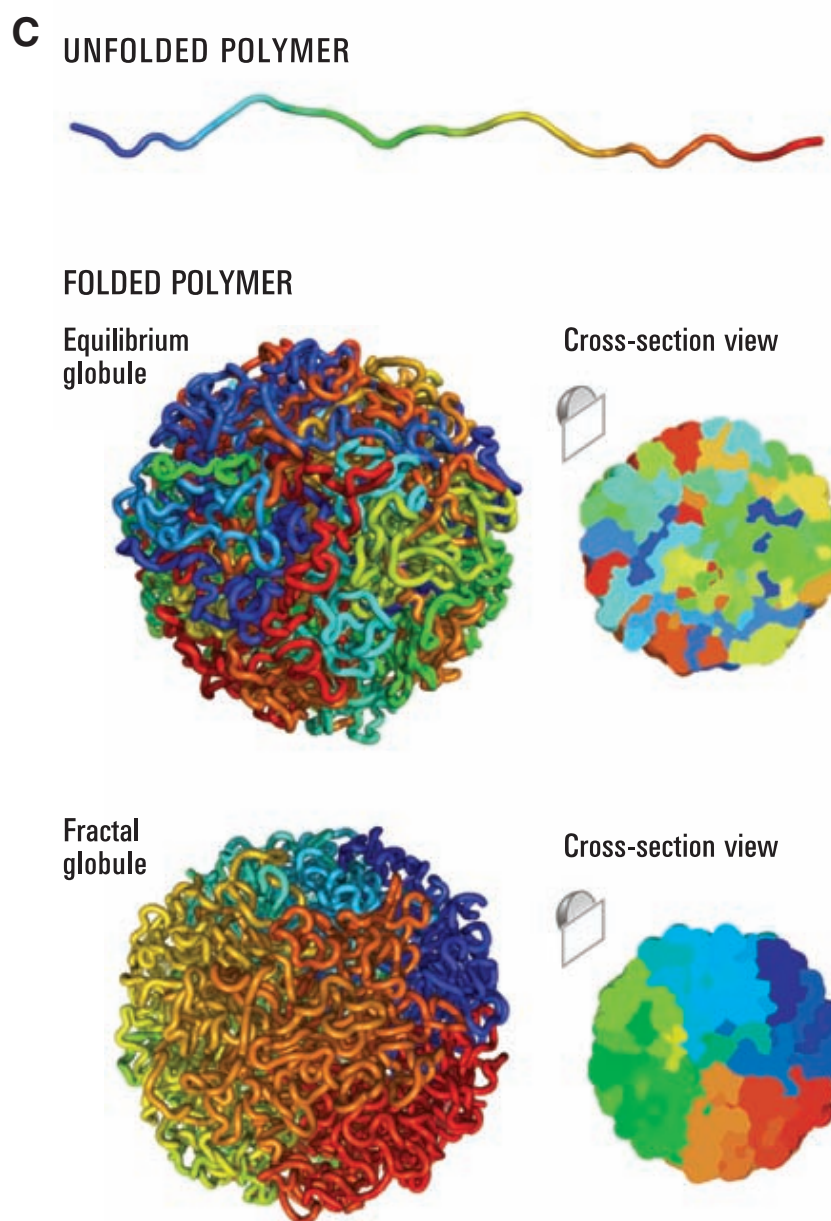 C
UNFOLDED POLYMER
FOLDED POLYMER
Equilibrium
globule
Cross-section view
Fractal
globule
Cross-section view